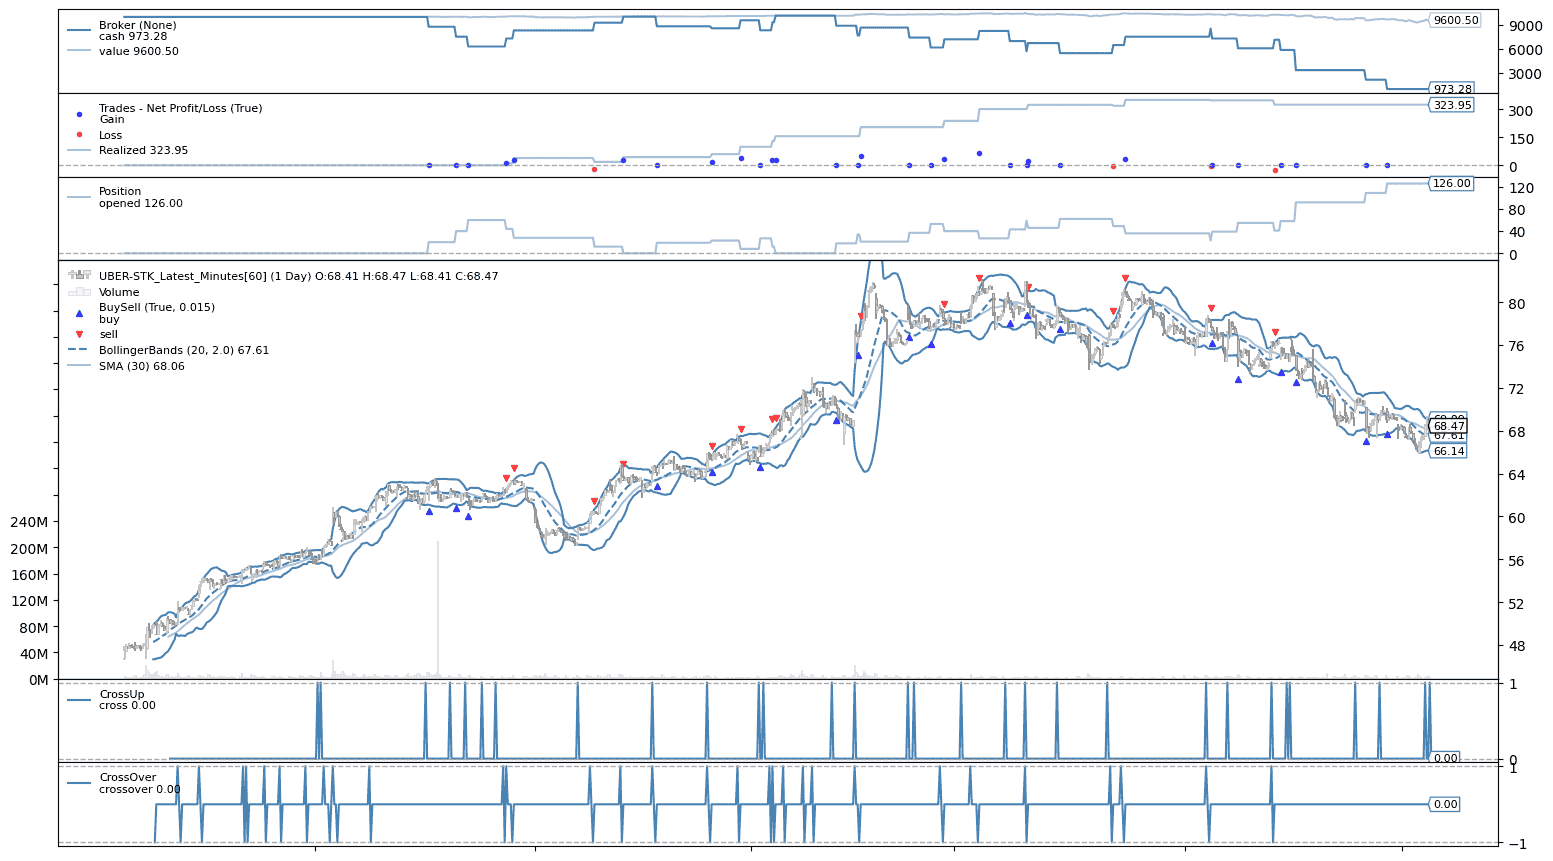 Broker (None)
cash 973.28
value 9600.50
9600.50
9000
6000
3000
973.28
Trades - Net Profit/Loss (True)
Gain
Loss
Realized 323.95
323.95
300
150
0
Position
opened 126.00
126.00
120
80
40
0
UBER-STK_Latest_Minutes[60] (1 Day) O:68.41 H:68.47 L:68.41 C:68.47
Volume
BuySell (True, 0.015)
buy
sell
BollingerBands (20, 2.0) 67.61
SMA (30) 68.06
80
76
72
68
64
60
56
52
48
68.47
67.61
66.14
240M
200M
160M
120M
80M
40M
0M
CrossUp
cross 0.00
1
0
0.00
CrossOver
crossover 0.00
1
0.00
−1